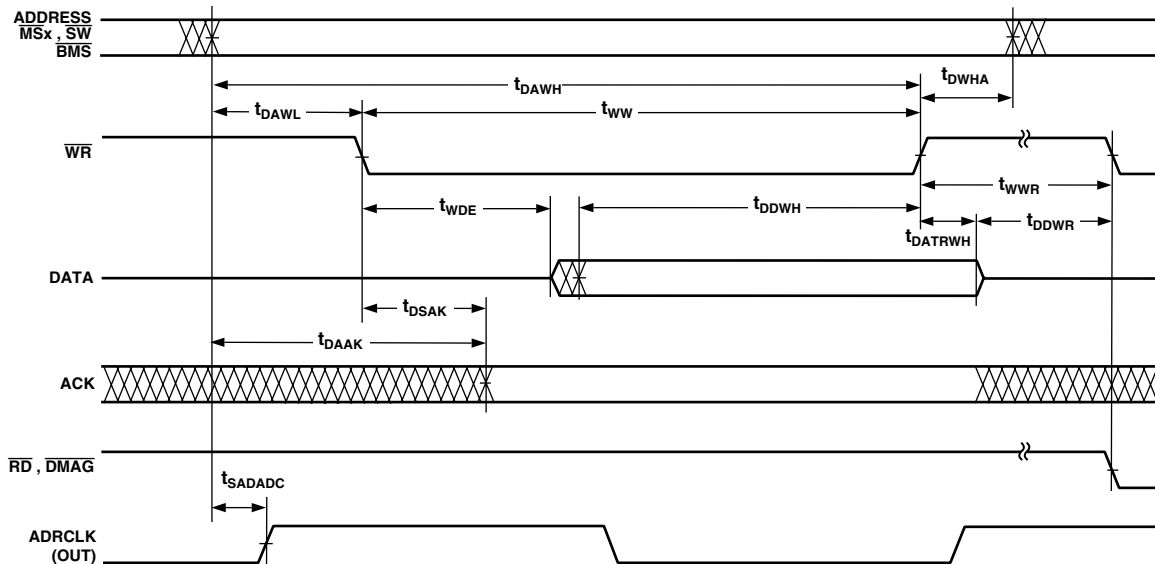 ADDRESS
MSx , SW
BMS
tDWHA
tDAWH
tDAWL
tWW
WR
tWWR
tWDE
tDDWH
tDATRWH
tDDWR
DATA
tDSAK
tDAAK
ACK
RD , DMAG
tSADADC
ADRCLK
(OUT)